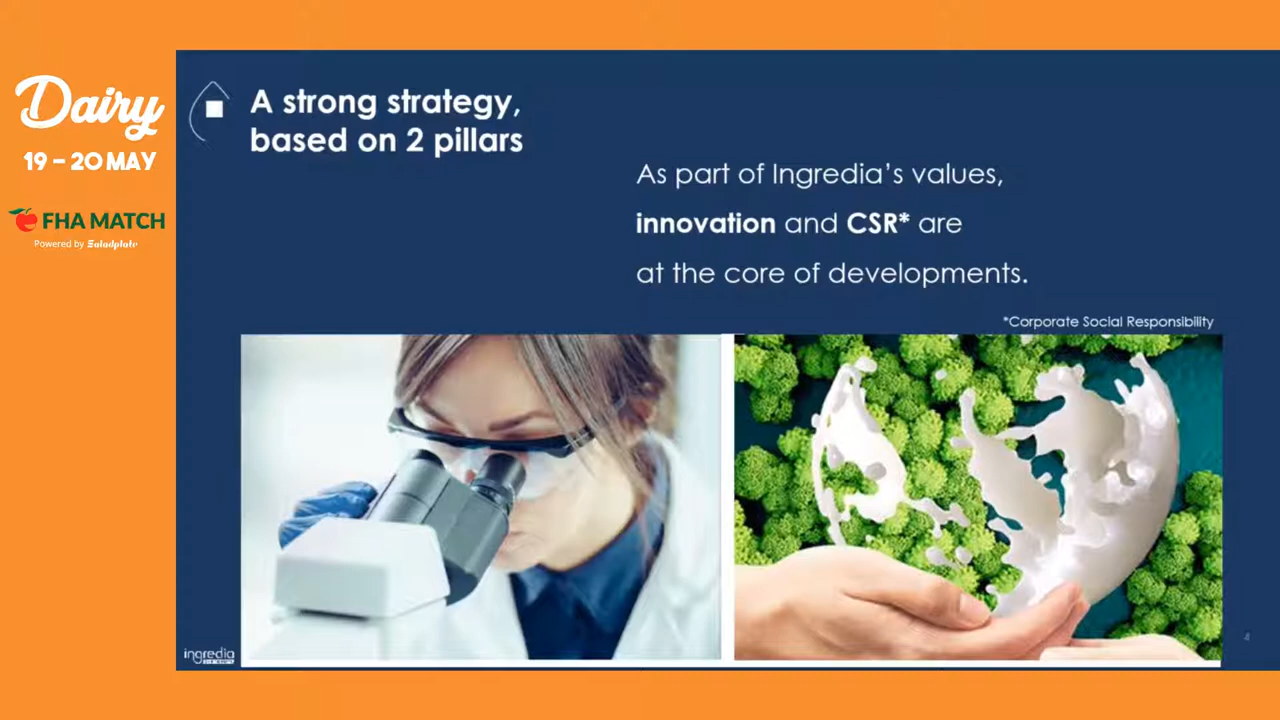 Dairy
19 – 20 MAY
FHA MATCH
Powered by Saladplate
A strong strategy,
based on 2 pillars
As part of Ingredia's values,
innovation and CSR* are
at the core of developments.
*Corporate Social Responsibility
ingredia
4